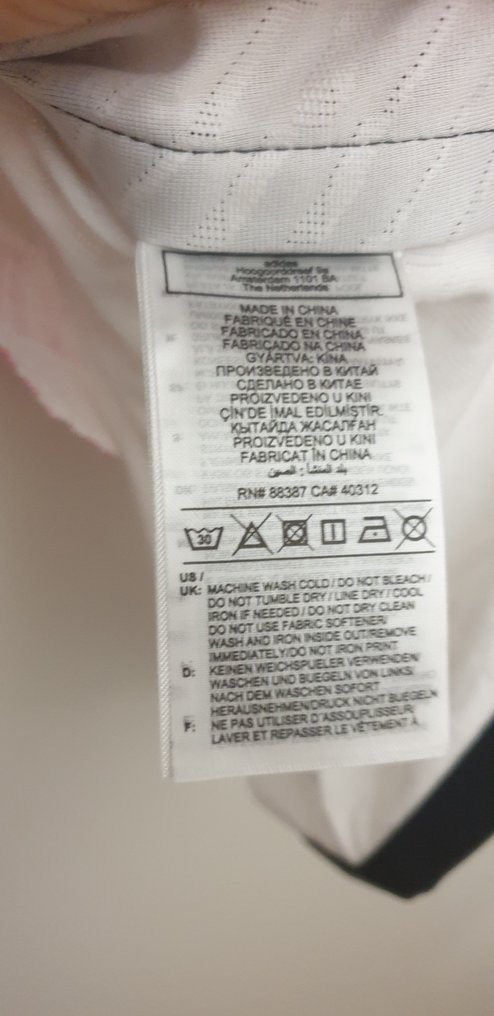 adidas
Hoogoorddreef 9a
Amsterdam 1101 BA
The Netherlands
MADE IN CHINA
FABRIQUÉ EN CHINE
FABRICADO EN CHINA
FABRICADO NA CHINA
GYÁRTVA: KÍNA
ПРОИЗВЕДЕНО В КИТАЙ
СДЕЛАНО В КИТАЕ
PROIZVEDENO U KINI
ÇİN'DE İMAL EDİLMİŞTİR.
ҚЫТАЙДА ЖАСАЛҒАН
PROIZVEDENO U KINI
FABRICAT ÎN CHINA
بلد المنشأ : الصين
RN# 88387 CA# 40312
30
US /
UK: MACHINE WASH COLD / DO NOT BLEACH /
DO NOT TUMBLE DRY / LINE DRY / COOL
IRON IF NEEDED / DO NOT DRY CLEAN
DO NOT USE FABRIC SOFTENER/
WASH AND IRON INSIDE OUT/REMOVE
IMMEDIATELY/DO NOT IRON PRINT
D: KEINEN WEICHSPUELER VERWENDEN/
WASCHEN UND BUEGELN VON LINKS/
NACH DEM WASCHEN SOFORT
HERAUSNEHMEN/DRUCK NICHT BUEGELN
F: NE PAS UTILISER D'ASSOUPLISSEUR/
LAVER ET REPASSER LE VÊTEMENT À